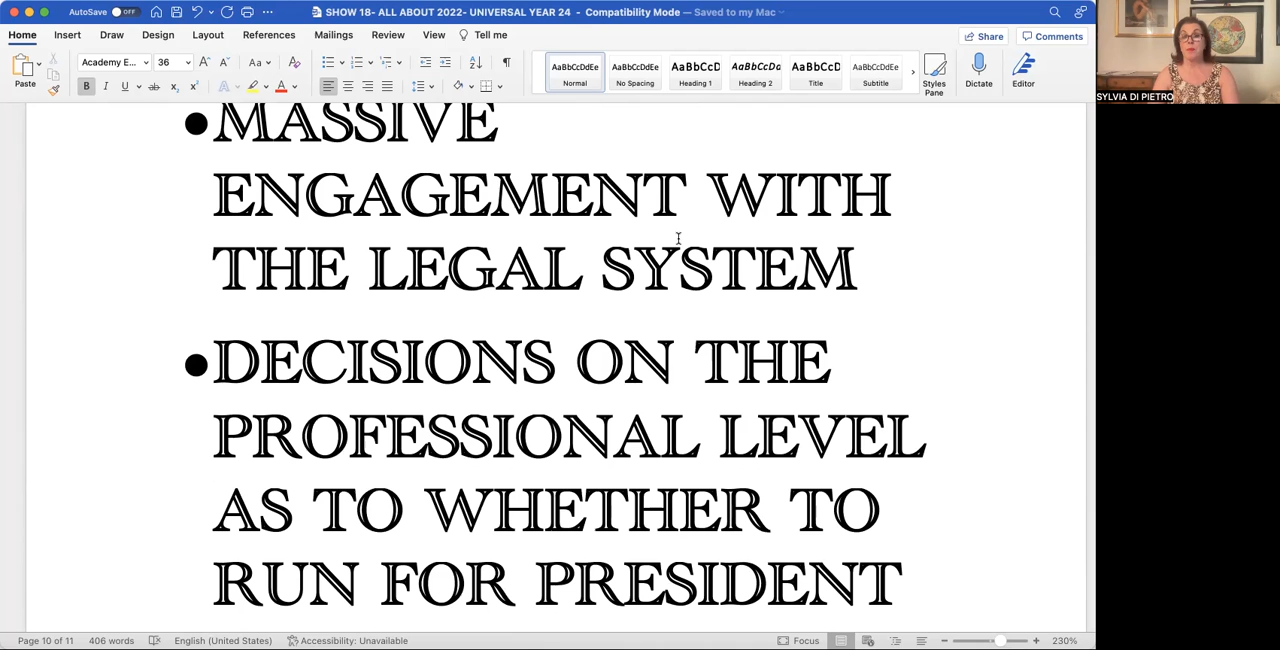 AutoSave OFF
SHOW 18- ALL ABOUT 2022- UNIVERSAL YEAR 24 - Compatibility Mode — Saved to my Mac
Home Insert Draw Design Layout References Mailings Review View Tell me
Share Comments
Paste
Academy E... 36
AaBbCcDdEe AaBbCcDdEe AaBbCcD AaBbCcDd AaBbCcD AaBbCcDdEe
Normal No Spacing Heading 1 Heading 2 Title Subtitle
Styles Pane
Dictate
Editor
SYLVIA DI PIETRO
●MASSIVE
ENGAGEMENT WITH
THE LEGAL SYSTEM
●DECISIONS ON THE
PROFESSIONAL LEVEL
AS TO WHETHER TO
RUN FOR PRESIDENT
Page 10 of 11 406 words English (United States) Accessibility: Unavailable Focus 230%